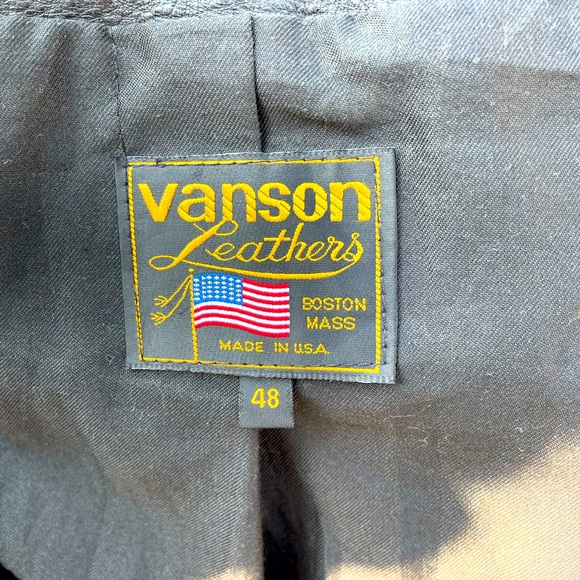 vanson
Leathers
BOSTON
MASS
MADE IN U.S.A.
48